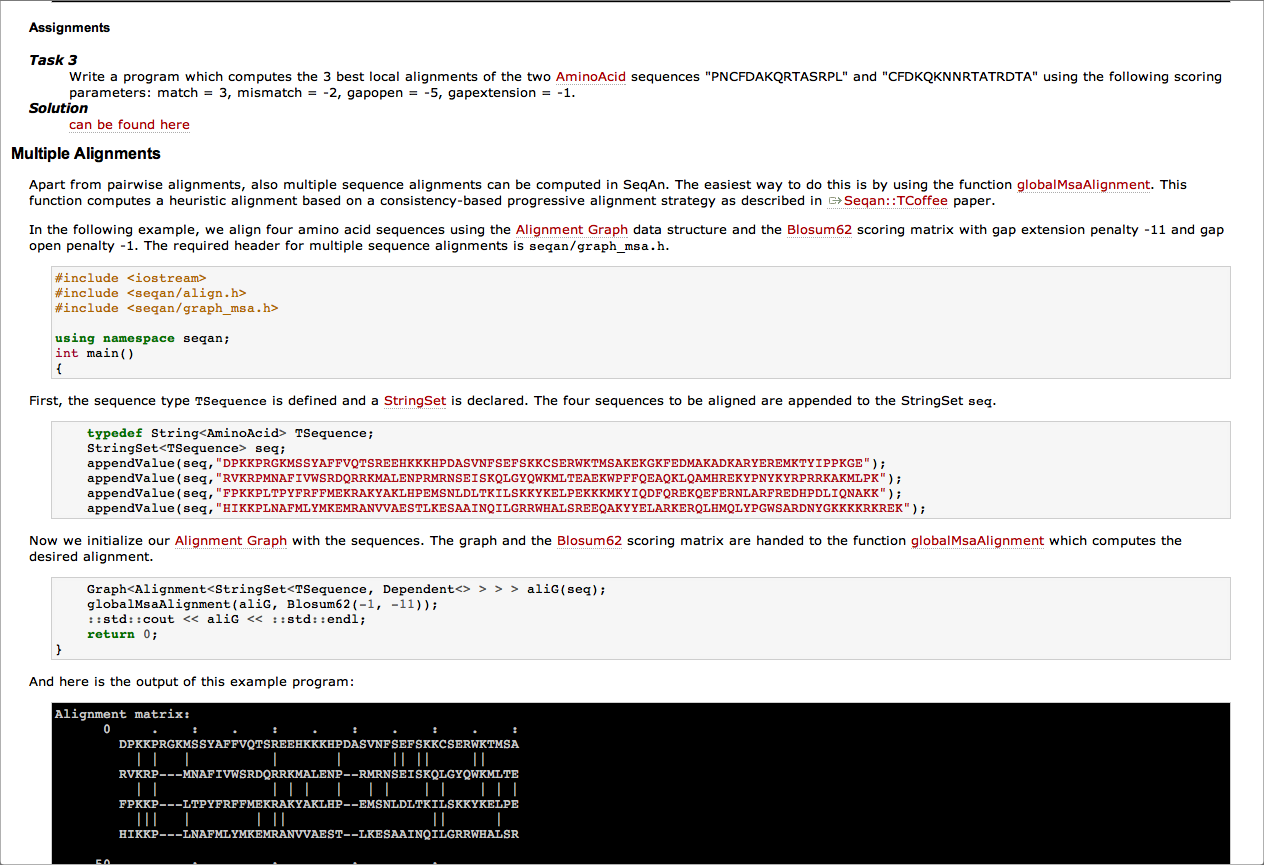 Assignments
Task 3
Write a program which computes the 3 best local alignments of the two AminoAcid sequences "PNCFDAKQRTASRPL" and "CFDKQKNNRTATRDTA" using the following scoring
parameters: match = 3, mismatch = -2, gapopen = -5, gapextension = -1.
Solution
can be found here
Multiple Alignments
Apart from pairwise alignments, also multiple sequence alignments can be computed in SeqAn. The easiest way to do this is by using the function globalMsaAlignment. This
function computes a heuristic alignment based on a consistency-based progressive alignment strategy as described in Seqan::TCoffee paper.
In the following example, we align four amino acid sequences using the Alignment Graph data structure and the Blosum62 scoring matrix with gap extension penalty -11 and gap
open penalty -1. The required header for multiple sequence alignments is seqan/graph_msa.h.
#include <iostream>
#include <seqan/align.h>
#include <seqan/graph_msa.h>
using namespace seqan;
int main()
{
First, the sequence type TSequence is defined and a StringSet is declared. The four sequences to be aligned are appended to the StringSet seq.
typedef String<AminoAcid> TSequence;
StringSet<TSequence> seq;
appendValue(seq,"DPKKPRGKMSSYAFFVQTSREEHKKKHPDASVNFSEFSKKCSERWKTMSAKEKGKFEDMAKADKARYEREMKTYIPPKGE");
appendValue(seq,"RVKRPMNAFIVWSRDQRRKMALENPRMRNSEISKQLGYQWKMLTEAEKWPFFQEAQKLQAMHREKYPNYKYRPRRKAKMLPK");
appendValue(seq,"FPKKPLTPYFRFFMEKRAKYAKLHPEMSNLDLTKILSKKYKELPEKKKMKYIQDFQREKQEFERNLARFREDHPDLIQNAKK");
appendValue(seq,"HIKKPLNAFMLYMKEMRANVVAESTLKESAAINQILGRRWHALSREEQAKYYELARKERQLHMQLYPGWSARDNYGKKKKRKREK");
Now we initialize our Alignment Graph with the sequences. The graph and the Blosum62 scoring matrix are handed to the function globalMsaAlignment which computes the
desired alignment.
Graph<Alignment<StringSet<TSequence, Dependent<> > > > aliG(seq);
globalMsaAlignment(aliG, Blosum62(-1, -11));
::std::cout << aliG << ::std::endl;
return 0;
}
And here is the output of this example program:
Alignment matrix:
0 . : . : . : . : . :
DPKKPRGKMSSYAFFVQTSREEHKKKHPDASVNFSEFSKKCSERWKTMSA
| | | | | || || ||
RVKRP---MNAFIVWSRDQRRKMALENP--RMRNSEISKQLGYQWKMLTE
| | | | | | | | | | | | |
FPKKP---LTPYFRFFMEKRAKYAKLHP--EMSNLDLTKILSKKYKELPE
||| | | || || |
HIKKP---LNAFMLYMKEMRANVVAEST--LKESAAINQILGRRWHALSR
50 . : . : .